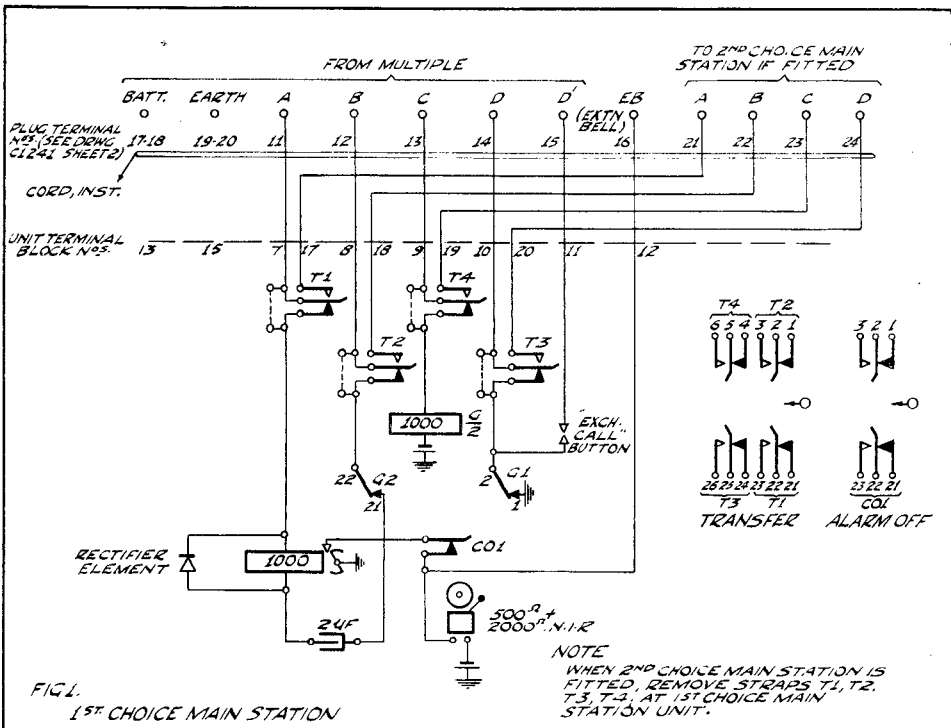 FROM MULTIPLE
TO 2ND CHOICE MAIN
STATION IF FITTED
BATT. EARTH A B C D D' EB A B C D
(EXTN
BELL)
PLUG TERMINAL
NOS. (SEE DRWG
C1241 SHEET 2)
17-18 19-20 11 12 13 14 15 16 21 22 23 24
CORD, INST.
UNIT TERMINAL
BLOCK NOS.
13 15 7 17 8 18 9 19 10 20 11 12
T1 T4
T2 T3
T4 T2
6 5 4 3 2 1 3 2 1
1000 G/2
"EXCH.
CALL"
BUTTON
22 G2 21
2 G1 1
26 25 24 23 22 21 23 22 21
T3 T1 CO1
TRANSFER ALARM OFF
RECTIFIER
ELEMENT
1000
CO1
2UF
500Ω +
2000Ω. N.I.R
NOTE
WHEN 2ND CHOICE MAIN STATION IS
FITTED, REMOVE STRAPS T1, T2,
T3, T4, AT 1ST CHOICE MAIN
STATION UNIT.
FIG 1.
1ST. CHOICE MAIN STATION